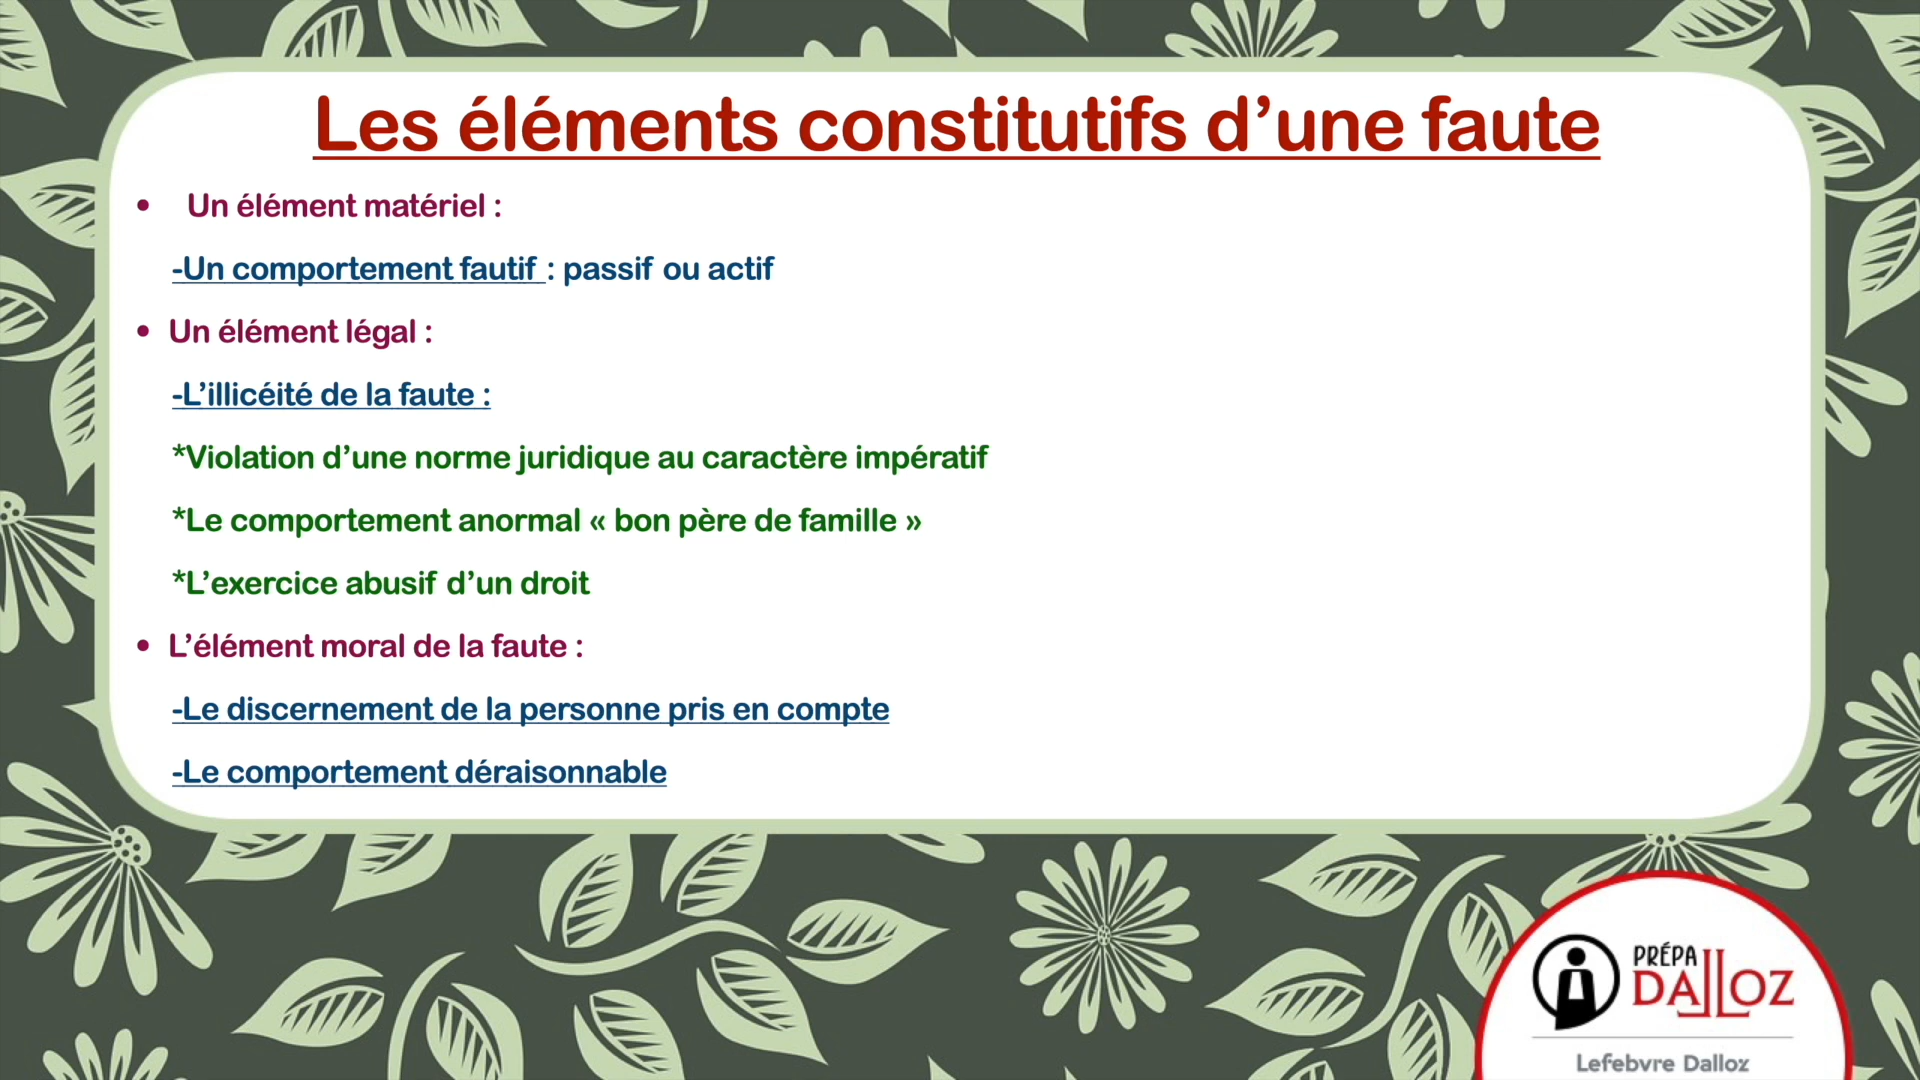 Les éléments constitutifs d’une faute
• Un élément matériel :
-Un comportement fautif : passif ou actif
• Un élément légal :
-L’illicéité de la faute :
*Violation d’une norme juridique au caractère impératif
*Le comportement anormal « bon père de famille »
*L’exercice abusif d’un droit
• L’élément moral de la faute :
-Le discernement de la personne pris en compte
-Le comportement déraisonnable
PRÉPA
DALLOZ
Lefebvre Dalloz